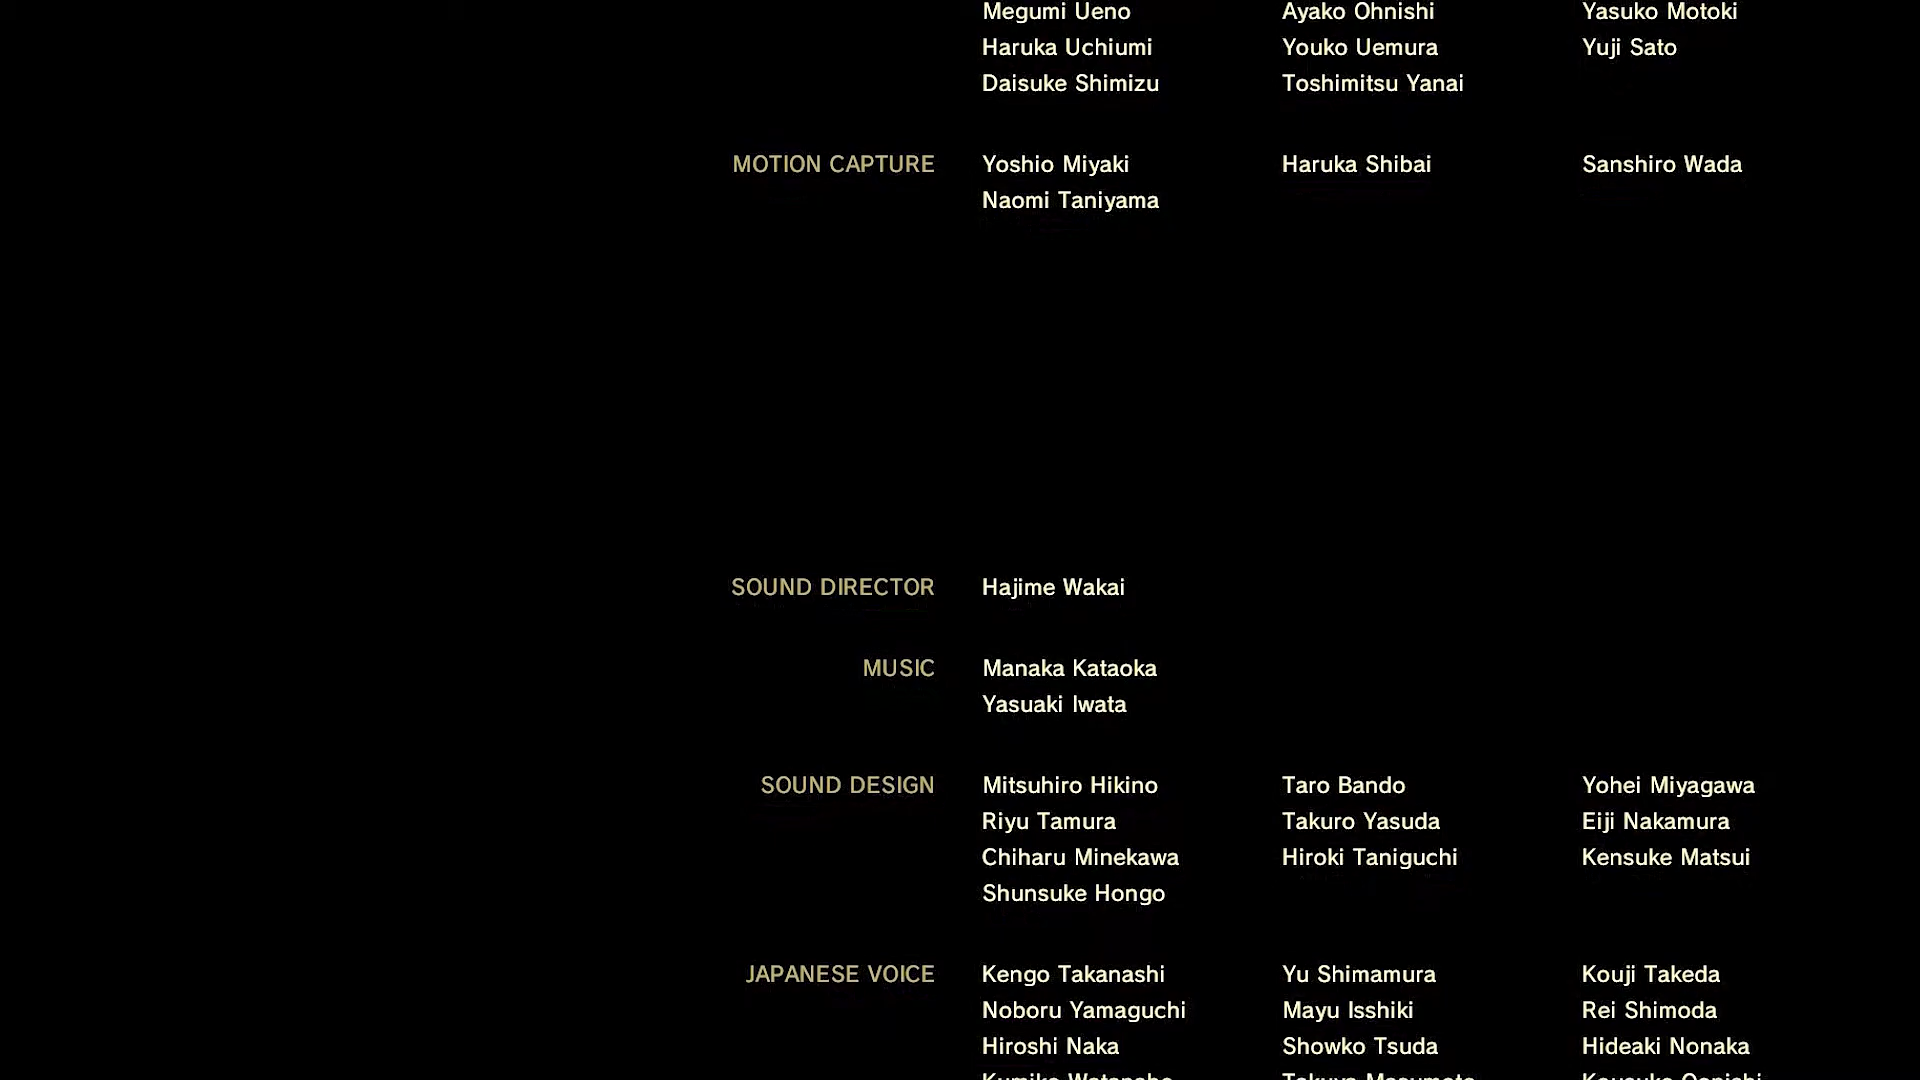 Megumi Ueno Ayako Ohnishi Yasuko Motoki
Haruka Uchiumi Youko Uemura Yuji Sato
Daisuke Shimizu Toshimitsu Yanai
MOTION CAPTURE Yoshio Miyaki Haruka Shibai Sanshiro Wada
Naomi Taniyama
SOUND DIRECTOR Hajime Wakai
MUSIC Manaka Kataoka
Yasuaki Iwata
SOUND DESIGN Mitsuhiro Hikino Taro Bando Yohei Miyagawa
Riyu Tamura Takuro Yasuda Eiji Nakamura
Chiharu Minekawa Hiroki Taniguchi Kensuke Matsui
Shunsuke Hongo
JAPANESE VOICE Kengo Takanashi Yu Shimamura Kouji Takeda
Noboru Yamaguchi Mayu Isshiki Rei Shimoda
Hiroshi Naka Showko Tsuda Hideaki Nonaka